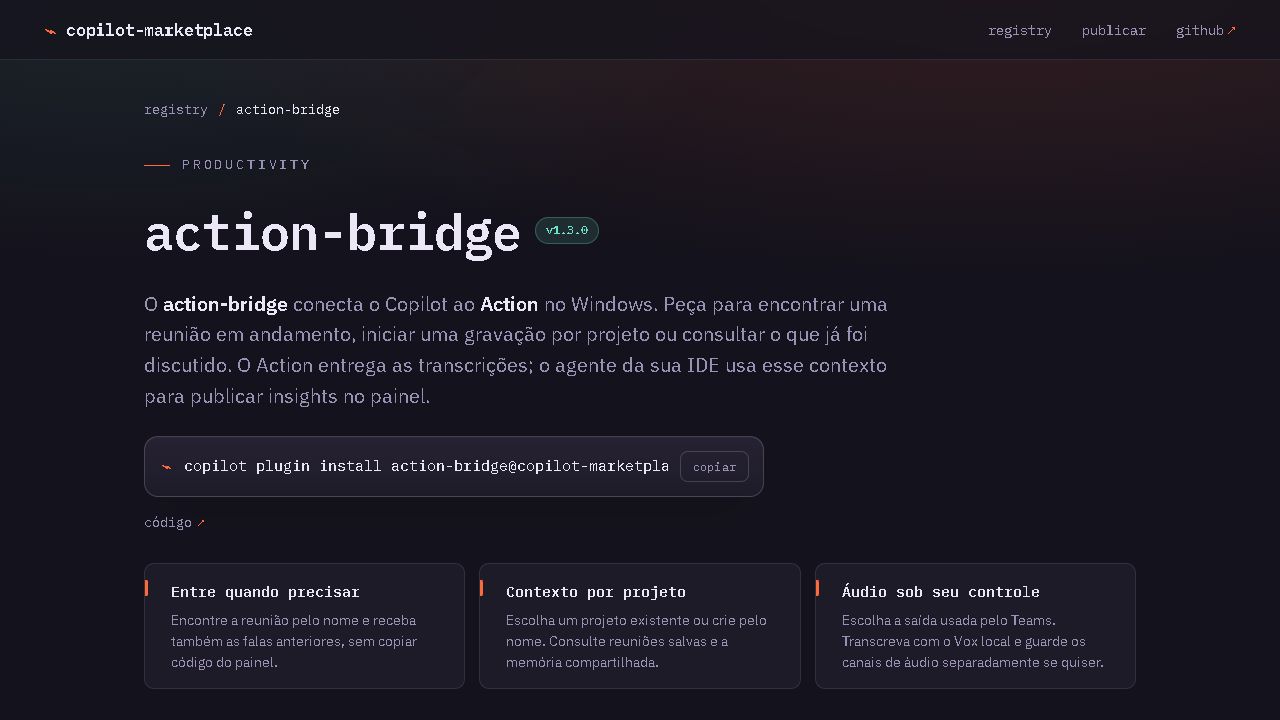 copilot-marketplace
registry publicar github↗
registry / action-bridge
PRODUCTIVITY
action-bridge v1.3.0
O action-bridge conecta o Copilot ao Action no Windows. Peça para encontrar uma
reunião em andamento, iniciar uma gravação por projeto ou consultar o que já foi
discutido. O Action entrega as transcrições; o agente da sua IDE usa esse contexto
para publicar insights no painel.
copilot plugin install action-bridge@copilot-marketpla copiar
código ↗
Entre quando precisar
Encontre a reunião pelo nome e receba
também as falas anteriores, sem copiar
código do painel.
Contexto por projeto
Escolha um projeto existente ou crie pelo
nome. Consulte reuniões salvas e a
memória compartilhada.
Áudio sob seu controle
Escolha a saída usada pelo Teams.
Transcreva com o Vox local e guarde os
canais de áudio separadamente se quiser.